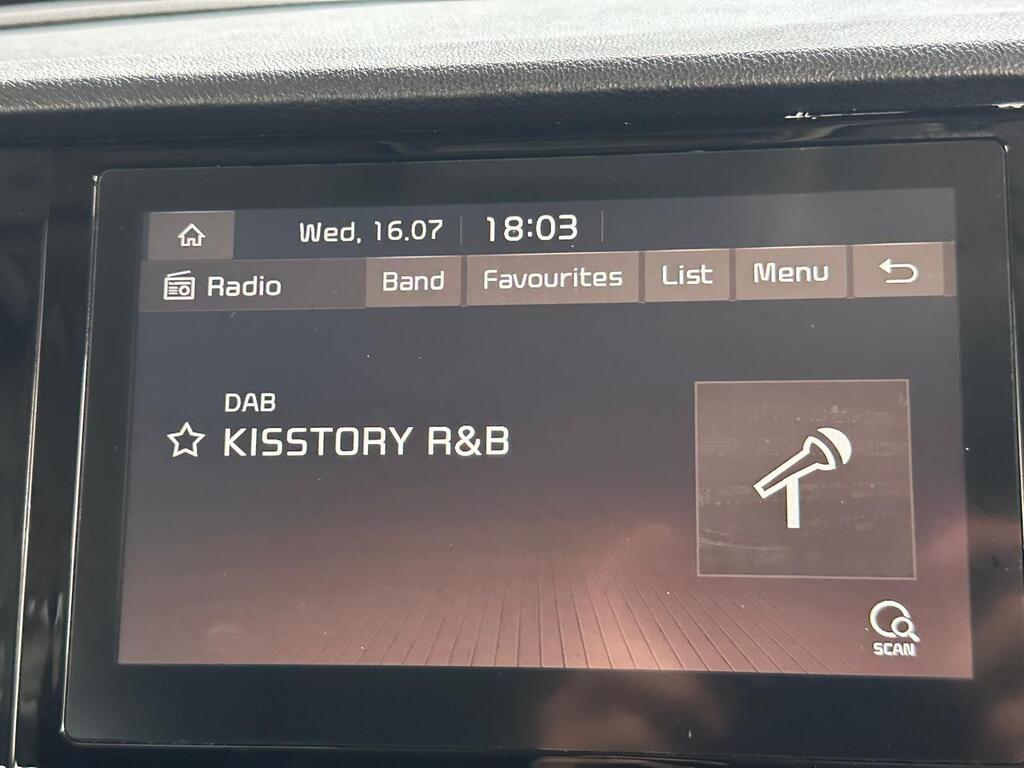 Wed, 16.07 18:03
Radio Band Favourites List Menu
DAB
KISSTORY R&B
SCAN